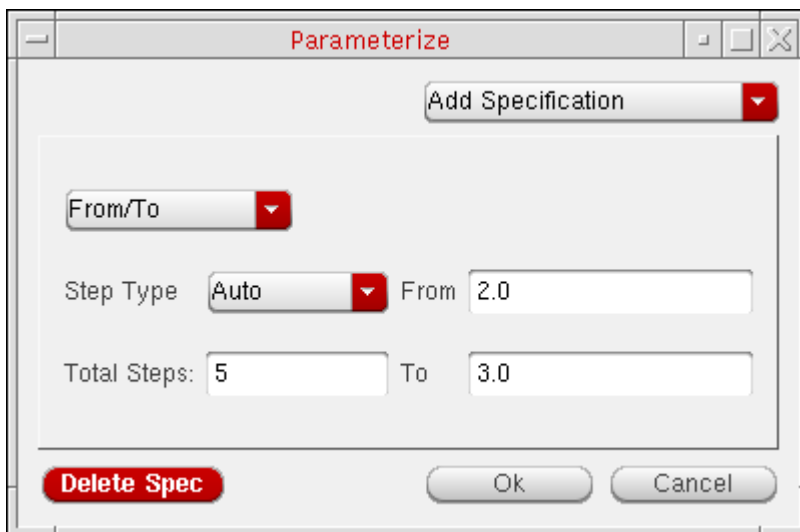 Parameterize
Add Specification
From/To
Step Type Auto From 2.0
Total Steps: 5 To 3.0
Delete Spec Ok Cancel